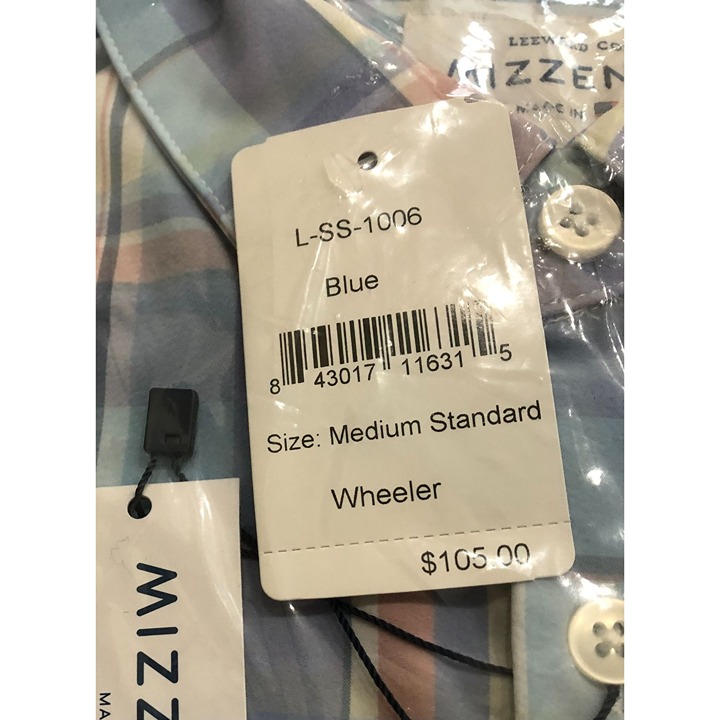 LEEWARD CO
MIZZEN
MADE IN
L-SS-1006
Blue
8 43017 11631 5
Size: Medium Standard
Wheeler
$105.00
MIZZ
MA